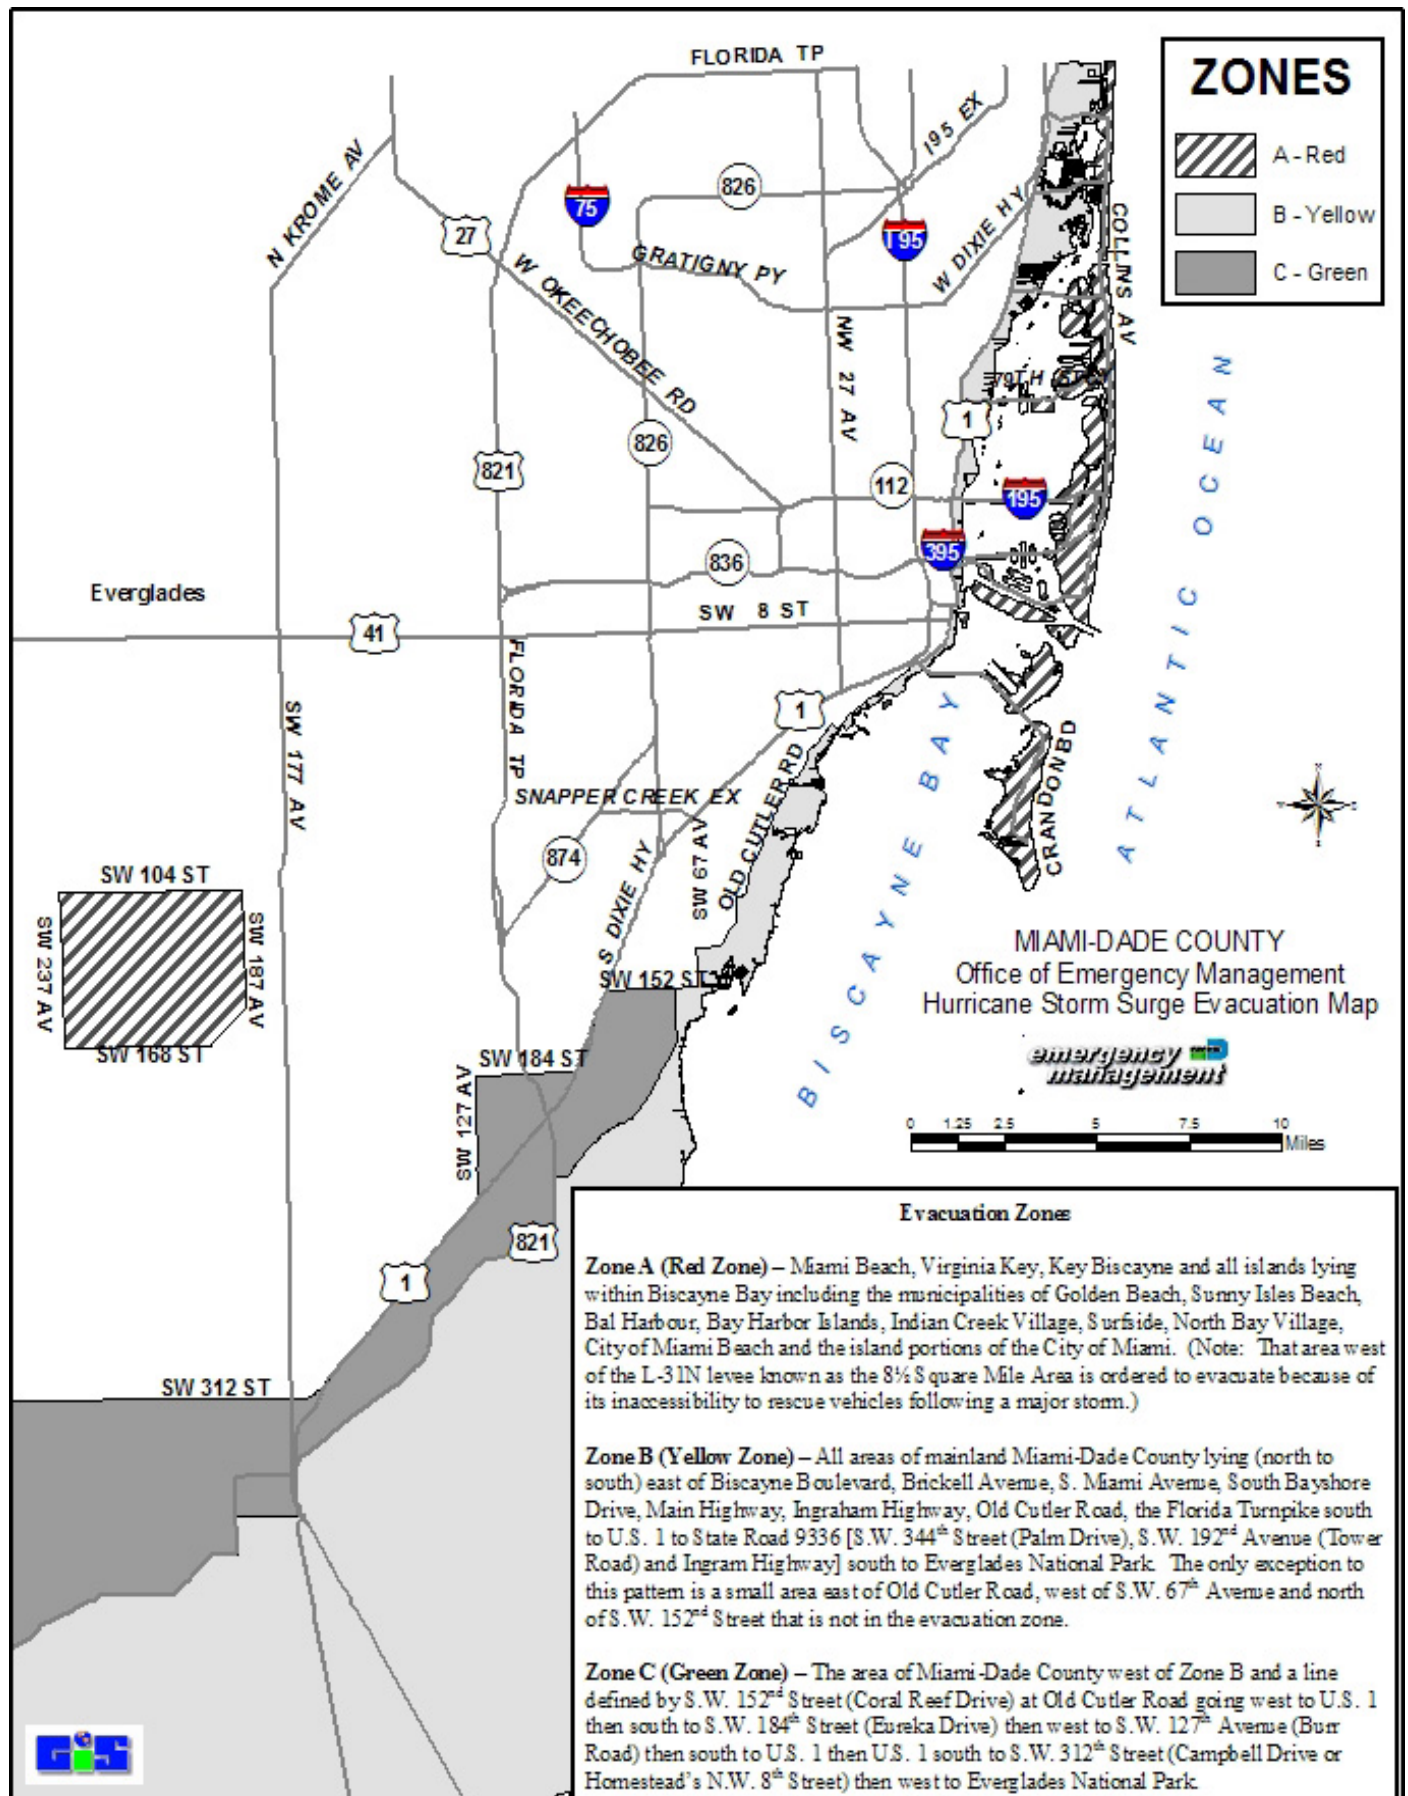 FLORIDA TP
ZONES
A - Red
B - Yellow
C - Green
N KROME AV
27
75
826
I95 EX
I 95
W DIXIE HY
COLLINS AV
GRATIGNY PY
W OKEECHOBEE RD
NW 27 AV
79TH ST CY
1
821
826
112
195
395
836
ATLANTIC OCEAN
Everglades
41
SW 8 ST
FLORIDA TP
SW 177 AV
1
BISCAYNE BAY
CRANDON BD
SNAPPER CREEK EX
874
S DIXIE HY
SW 67 AV
OLD CUTLER RD
SW 104 ST
SW 237 AV
SW 187 AV
SW 168 ST
SW 152 ST
SW 184 ST
SW 127 AV
MIAMI-DADE COUNTY
Office of Emergency Management
Hurricane Storm Surge Evacuation Map
emergency
management
0 1.25 2.5 5 7.5 10
Miles
821
1
SW 312 ST
Evacuation Zones
Zone A (Red Zone) – Miami Beach, Virginia Key, Key Biscayne and all islands lying
within Biscayne Bay including the municipalities of Golden Beach, Sunny Isles Beach,
Bal Harbour, Bay Harbor Islands, Indian Creek Village, Surfside, North Bay Village,
City of Miami Beach and the island portions of the City of Miami. (Note: That area west
of the L-31N levee known as the 8½ Square Mile Area is ordered to evacuate because of
its inaccessibility to rescue vehicles following a major storm.)
Zone B (Yellow Zone) – All areas of mainland Miami-Dade County lying (north to
south) east of Biscayne Boulevard, Brickell Avenue, S. Miami Avenue, South Bayshore
Drive, Main Highway, Ingraham Highway, Old Cutler Road, the Florida Turnpike south
to U.S. 1 to State Road 9336 [S.W. 344th Street (Palm Drive), S.W. 192nd Avenue (Tower
Road) and Ingram Highway] south to Everglades National Park. The only exception to
this pattern is a small area east of Old Cutler Road, west of S.W. 67th Avenue and north
of S.W. 152nd Street that is not in the evacuation zone.
Zone C (Green Zone) – The area of Miami-Dade County west of Zone B and a line
defined by S.W. 152nd Street (Coral Reef Drive) at Old Cutler Road going west to U.S. 1
then south to S.W. 184th Street (Eureka Drive) then west to S.W. 127th Avenue (Burr
Road) then south to U.S. 1 then U.S. 1 south to S.W. 312th Street (Campbell Drive or
Homestead's N.W. 8th Street) then west to Everglades National Park.
GiS